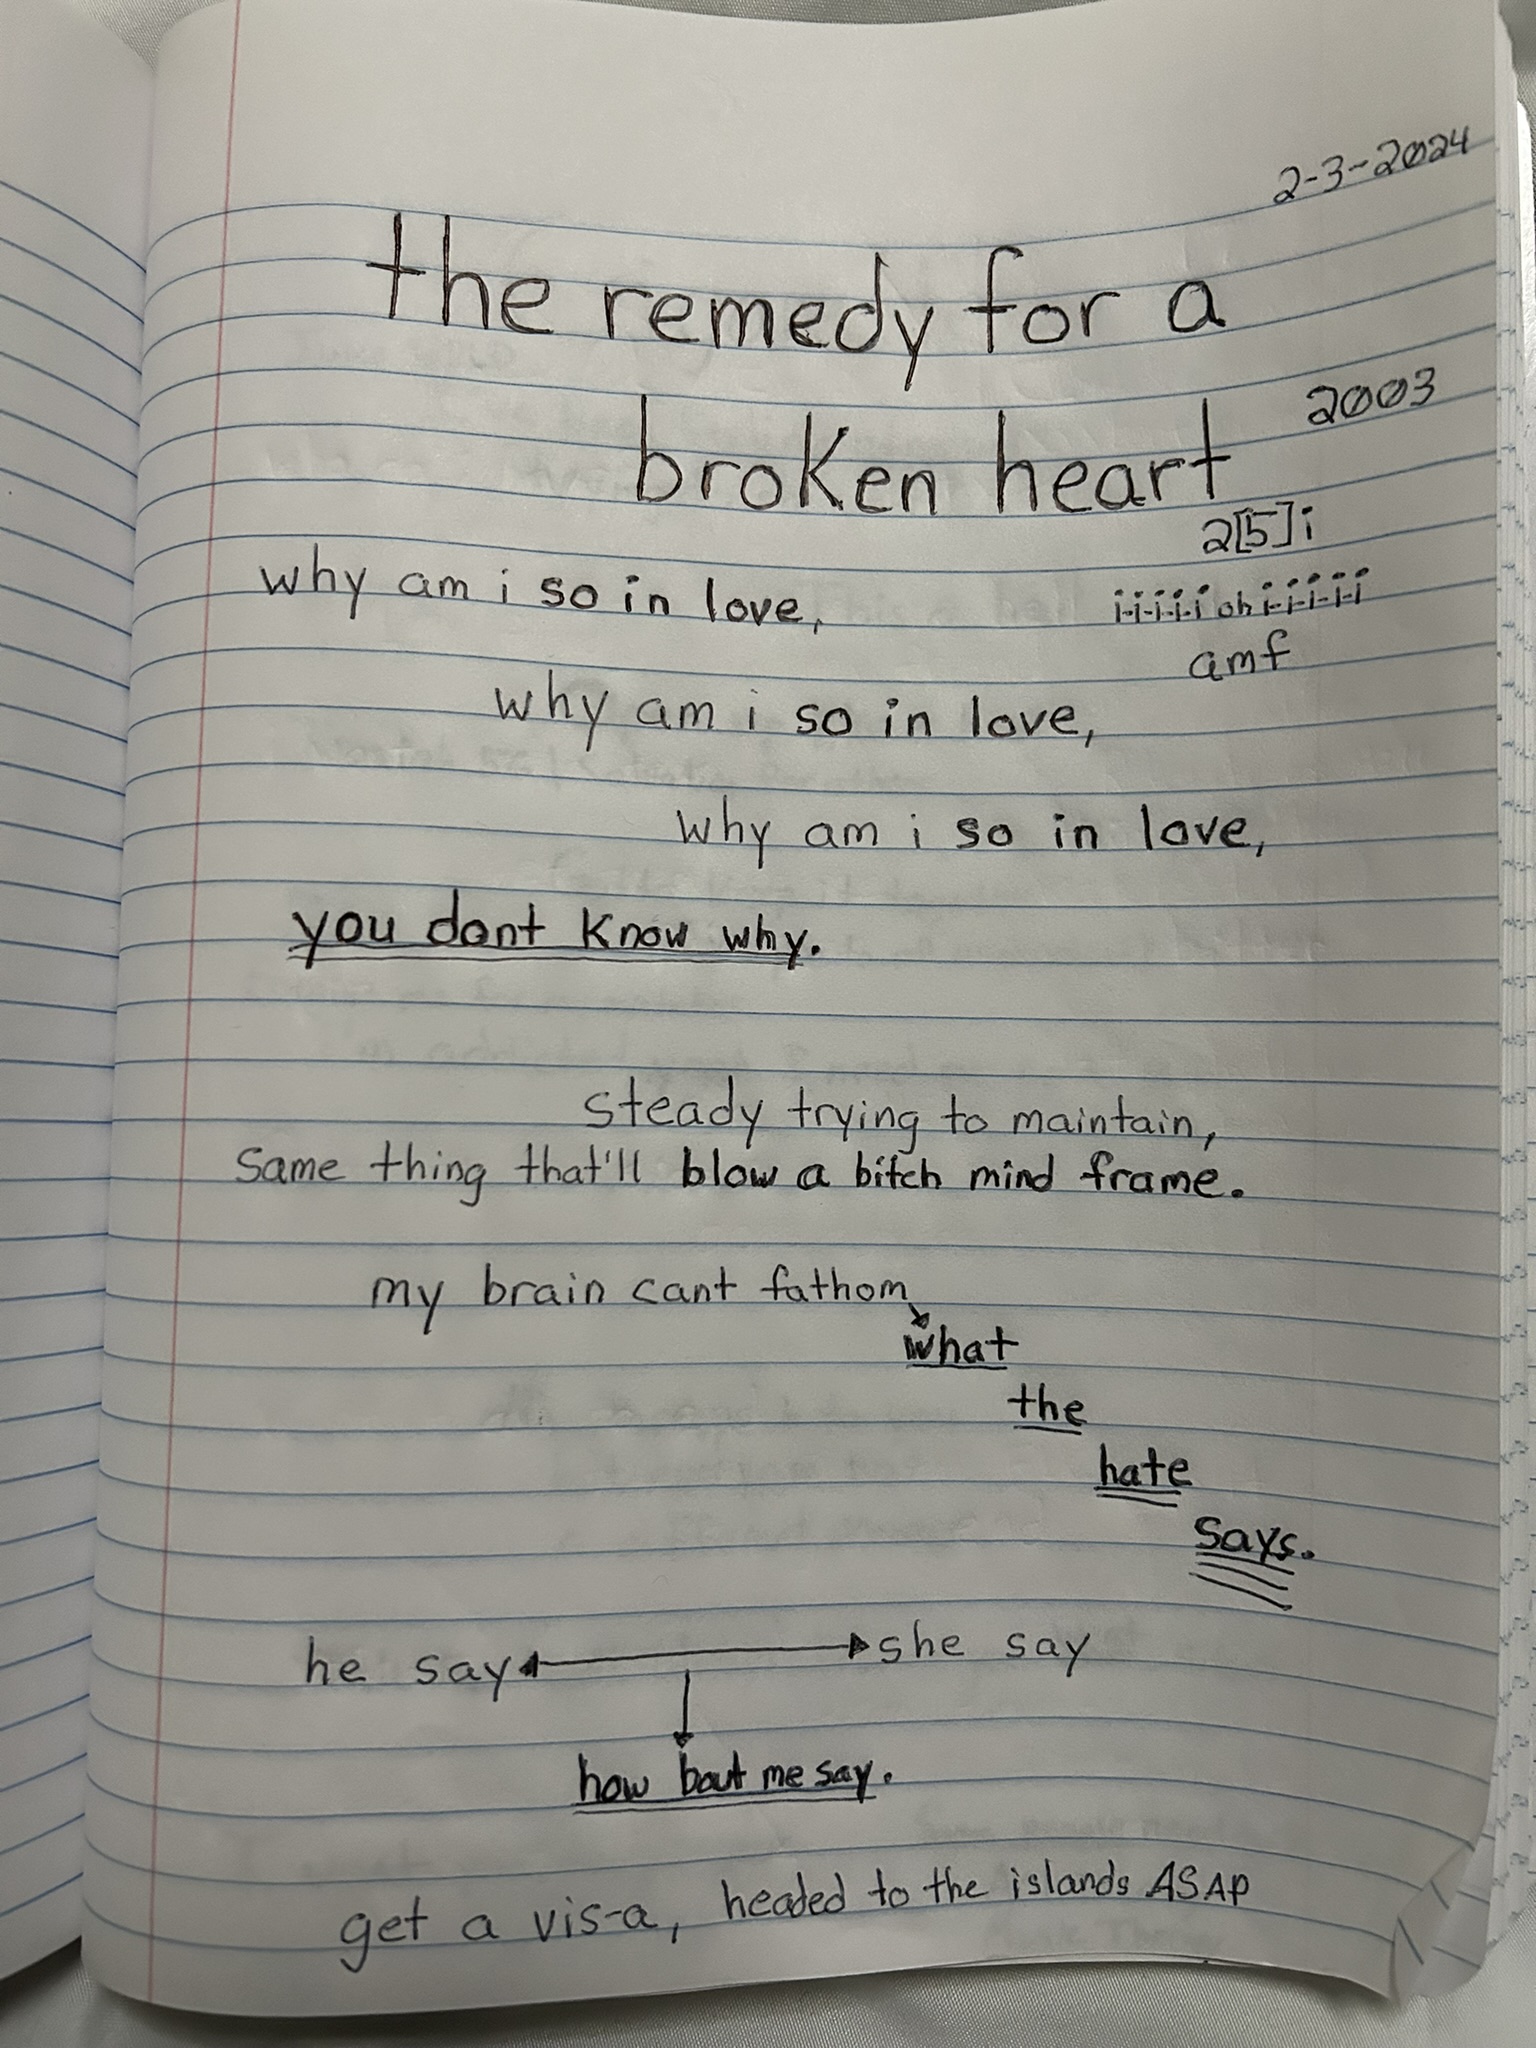 2-3-2024
the remedy for a
broken heart
2003
2[5]i
why am i so in love,
i-i-i-i-i oh i-i-i-i-i-i
amf
why am i so in love,
why am i so in love,
you dont know why.
steady trying to maintain,
same thing that'll blow a bitch mind frame.
my brain cant fathom
what
the
hate
says.
he say she say
how bout me say.
get a vis-a, headed to the islands ASAP